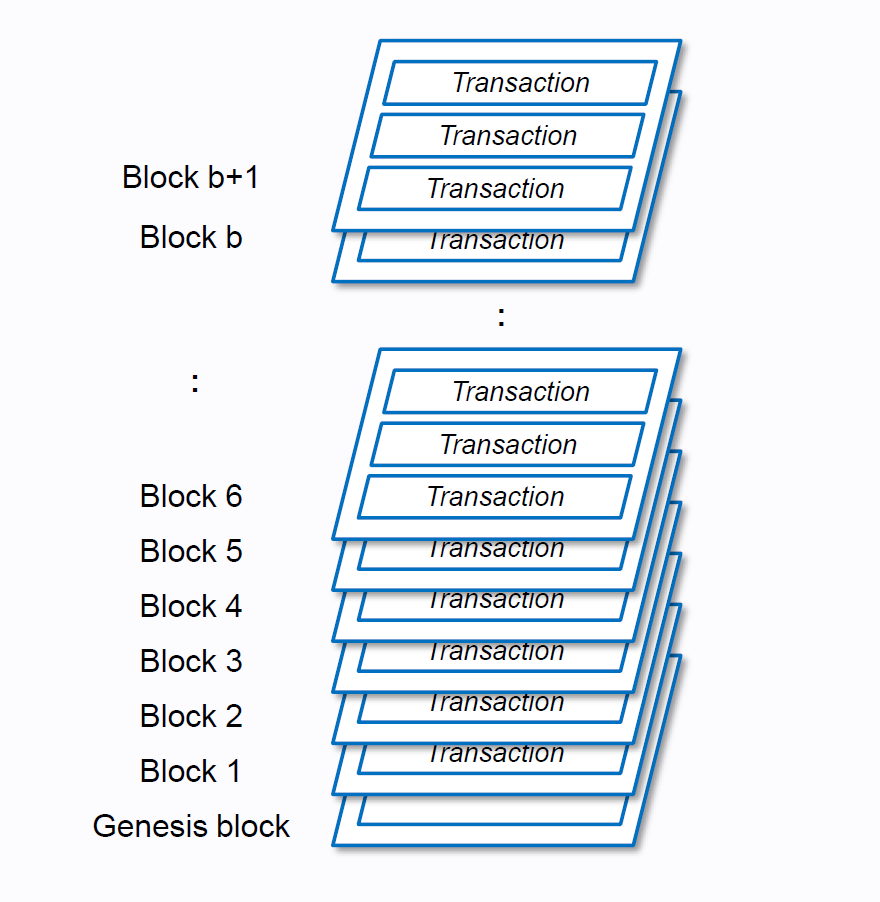 Transaction
Transaction
Block b+1
Transaction
Block b
Transaction
:
:
Transaction
Transaction
Block 6
Transaction
Block 5
Transaction
Block 4
Transaction
Block 3
Transaction
Block 2
Transaction
Block 1
Transaction
Genesis block